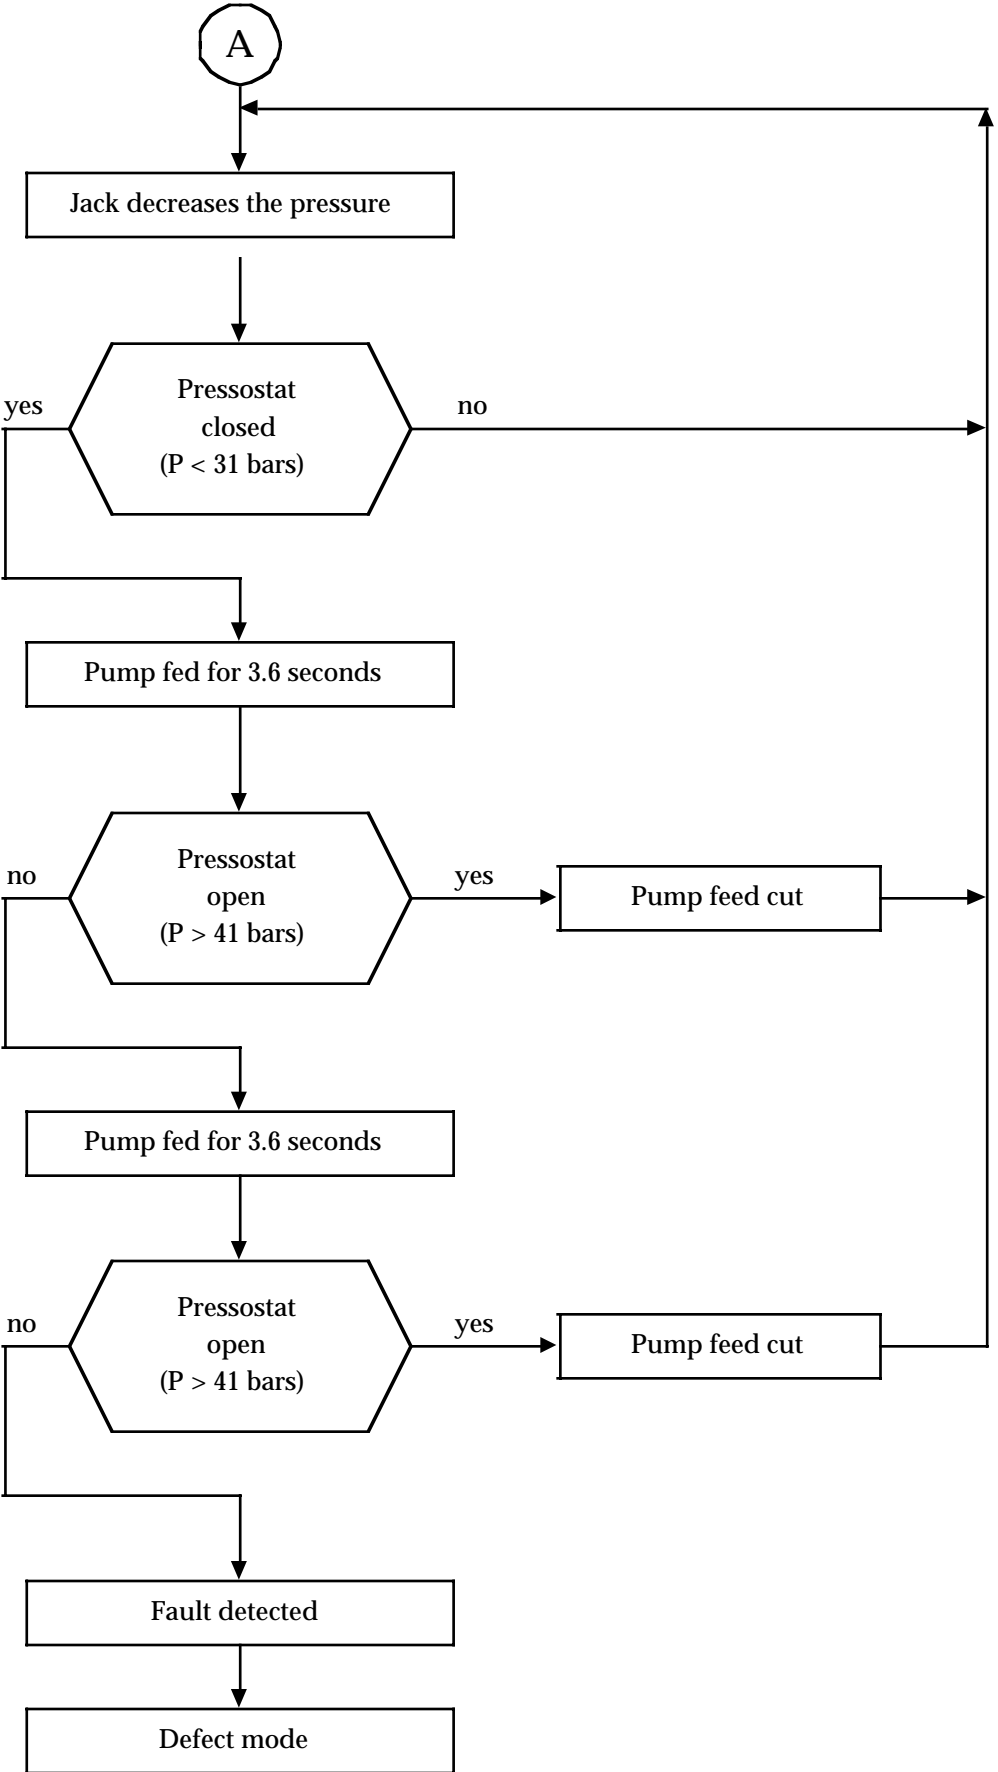 A
Jack decreases the pressure
Pressostat
closed
(P < 31 bars)
yes
no
Pump fed for 3.6 seconds
Pressostat
open
(P > 41 bars)
no
yes
Pump feed cut
Pump fed for 3.6 seconds
Pressostat
open
(P > 41 bars)
no
yes
Pump feed cut
Fault detected
Defect mode